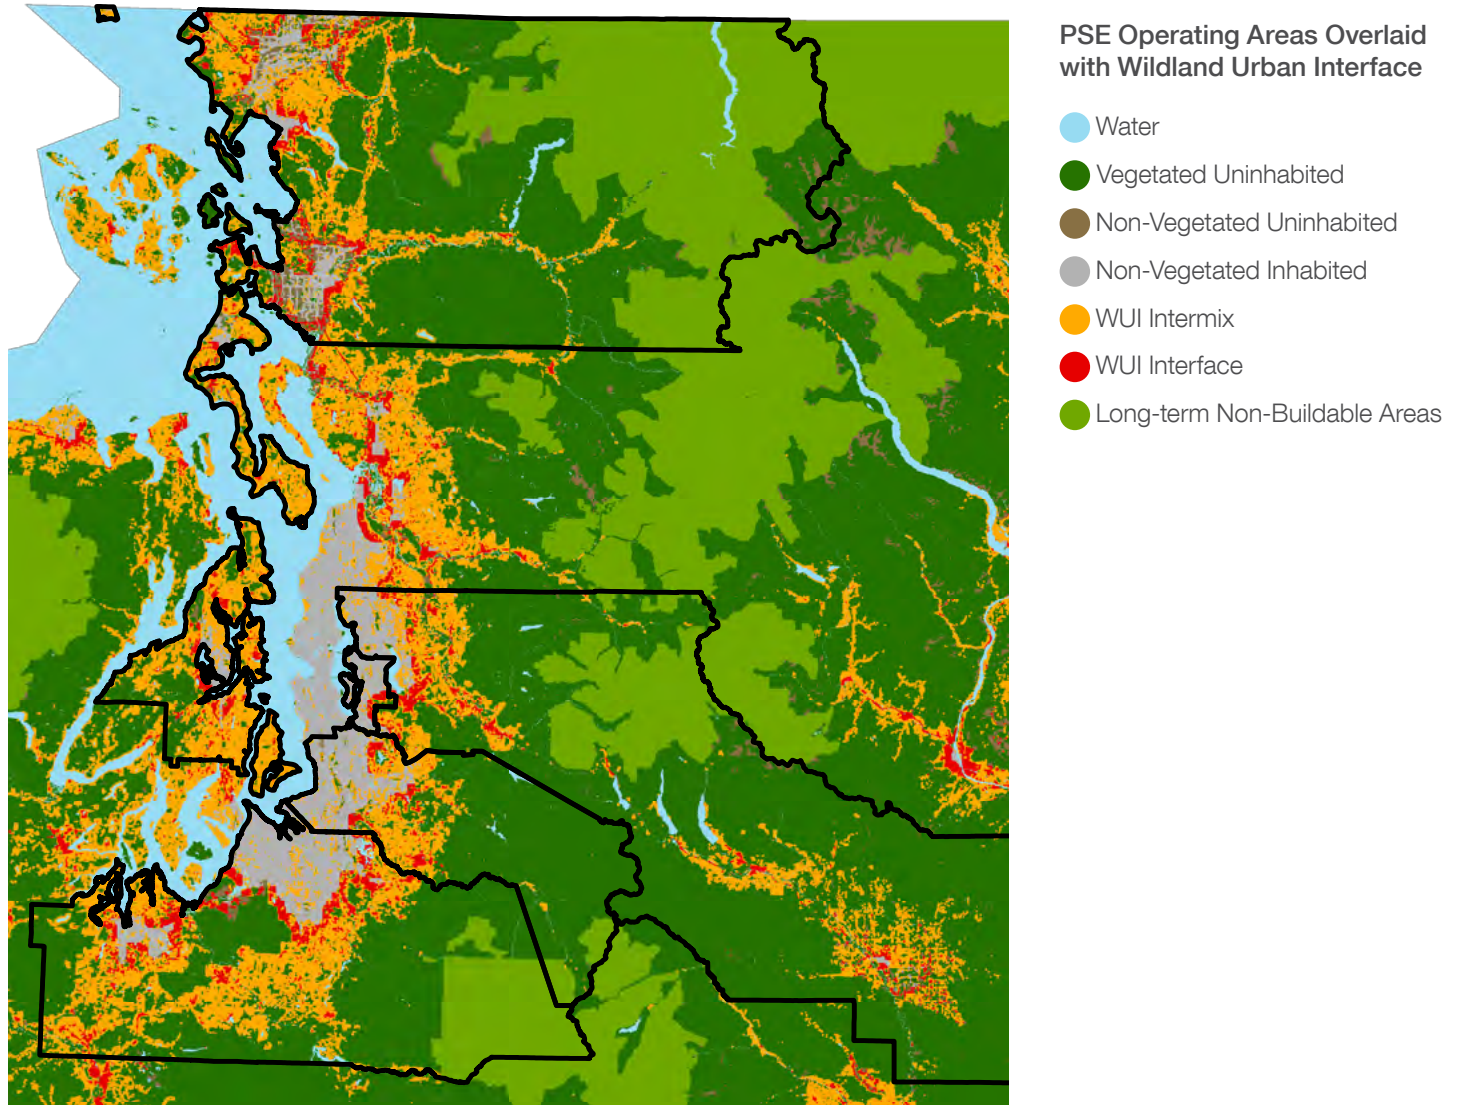 PSE Operating Areas Overlaid
with Wildland Urban Interface
Water
Vegetated Uninhabited
Non-Vegetated Uninhabited
Non-Vegetated Inhabited
WUI Intermix
WUI Interface
Long-term Non-Buildable Areas